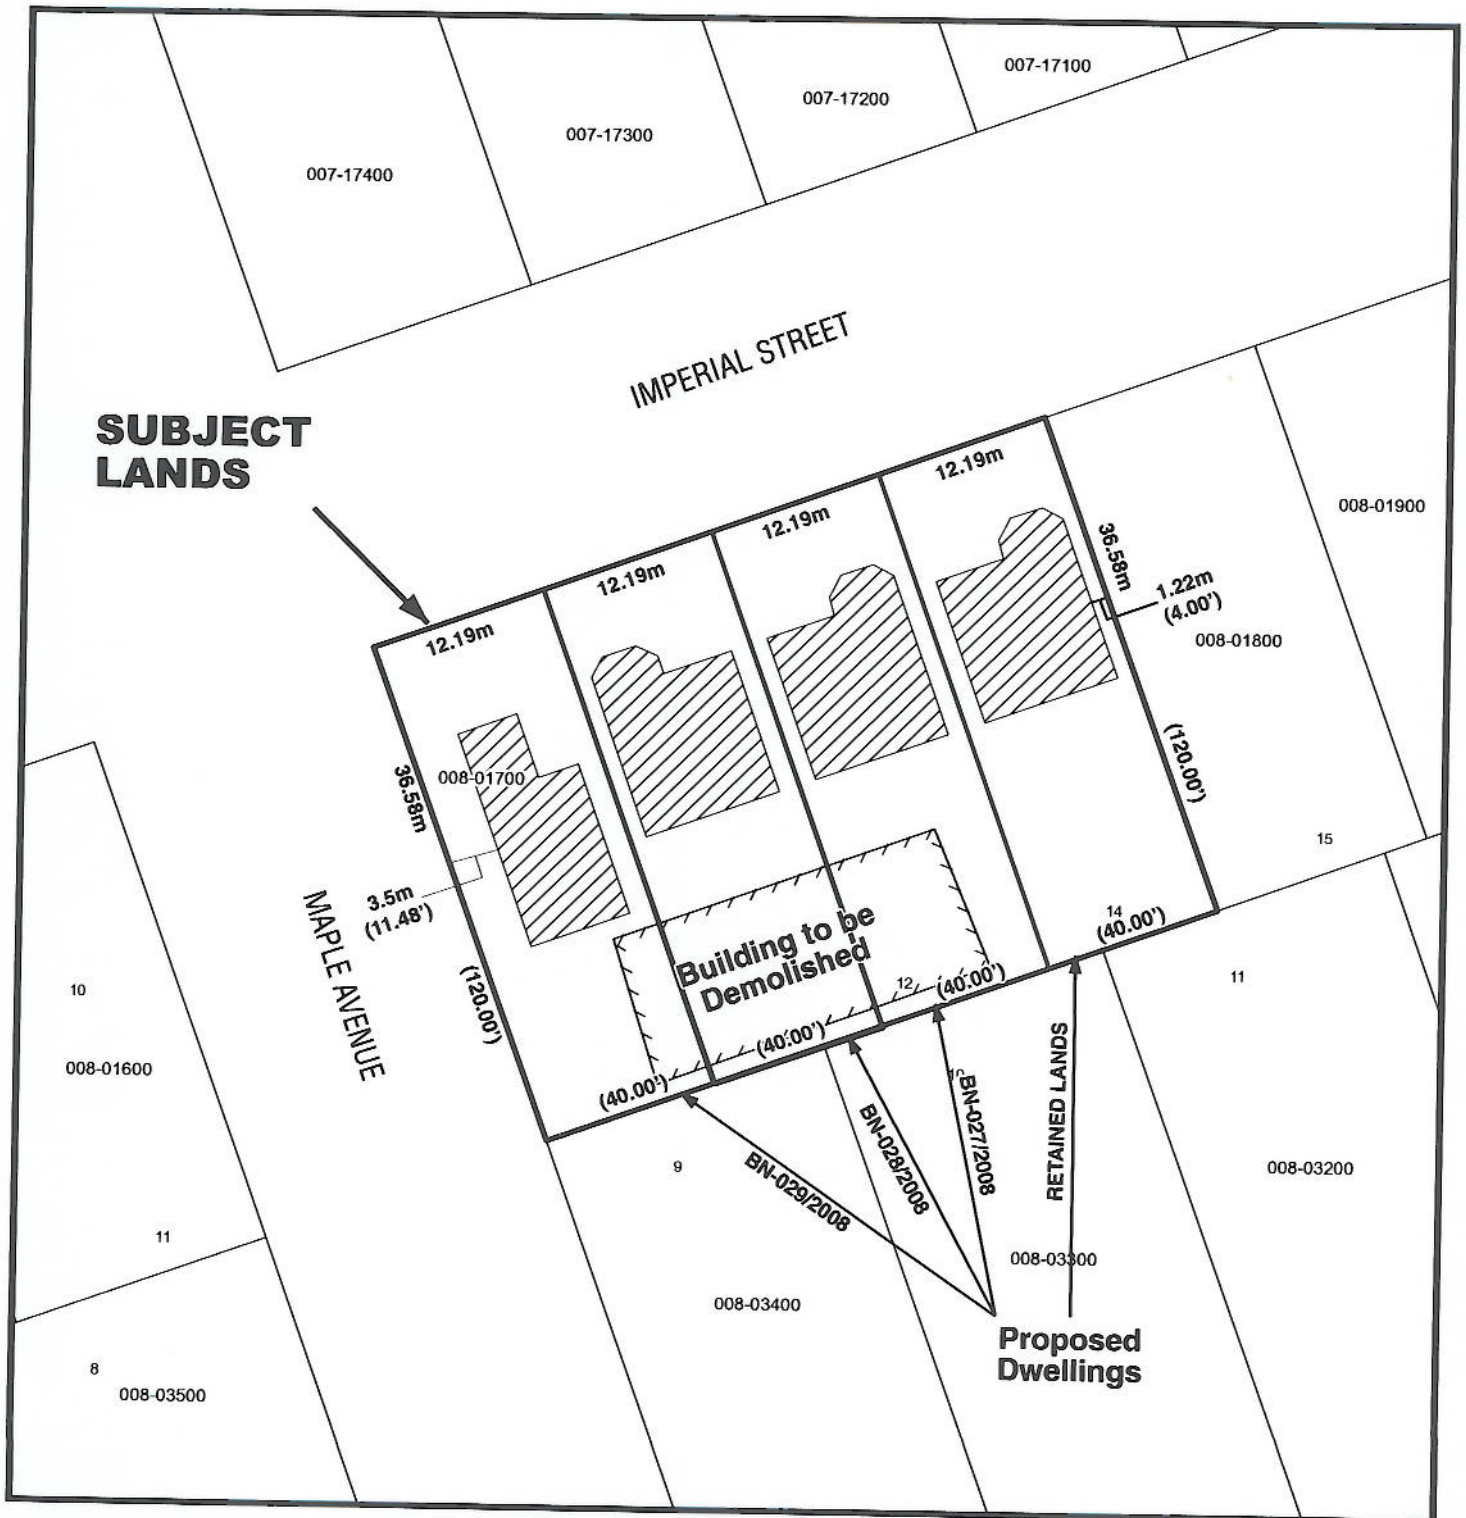 007-17100
007-17200
007-17300
007-17400
IMPERIAL STREET
SUBJECT
LANDS
12.19m
12.19m
12.19m
12.19m
008-01900
36.58m
1.22m
(4.00')
008-01800
008-01700
36.58m
(120.00')
15
3.5m
(11.48')
MAPLE AVENUE
Building to be
Demolished
14
(40.00')
12
(40.00')
(40.00')
(40.00')
(120.00')
10
11
008-01600
9
BN-029/2008
BN-028/2008
BN-027/2008
RETAINED LANDS
008-03200
11
008-03300
008-03400
Proposed
Dwellings
8
008-03500